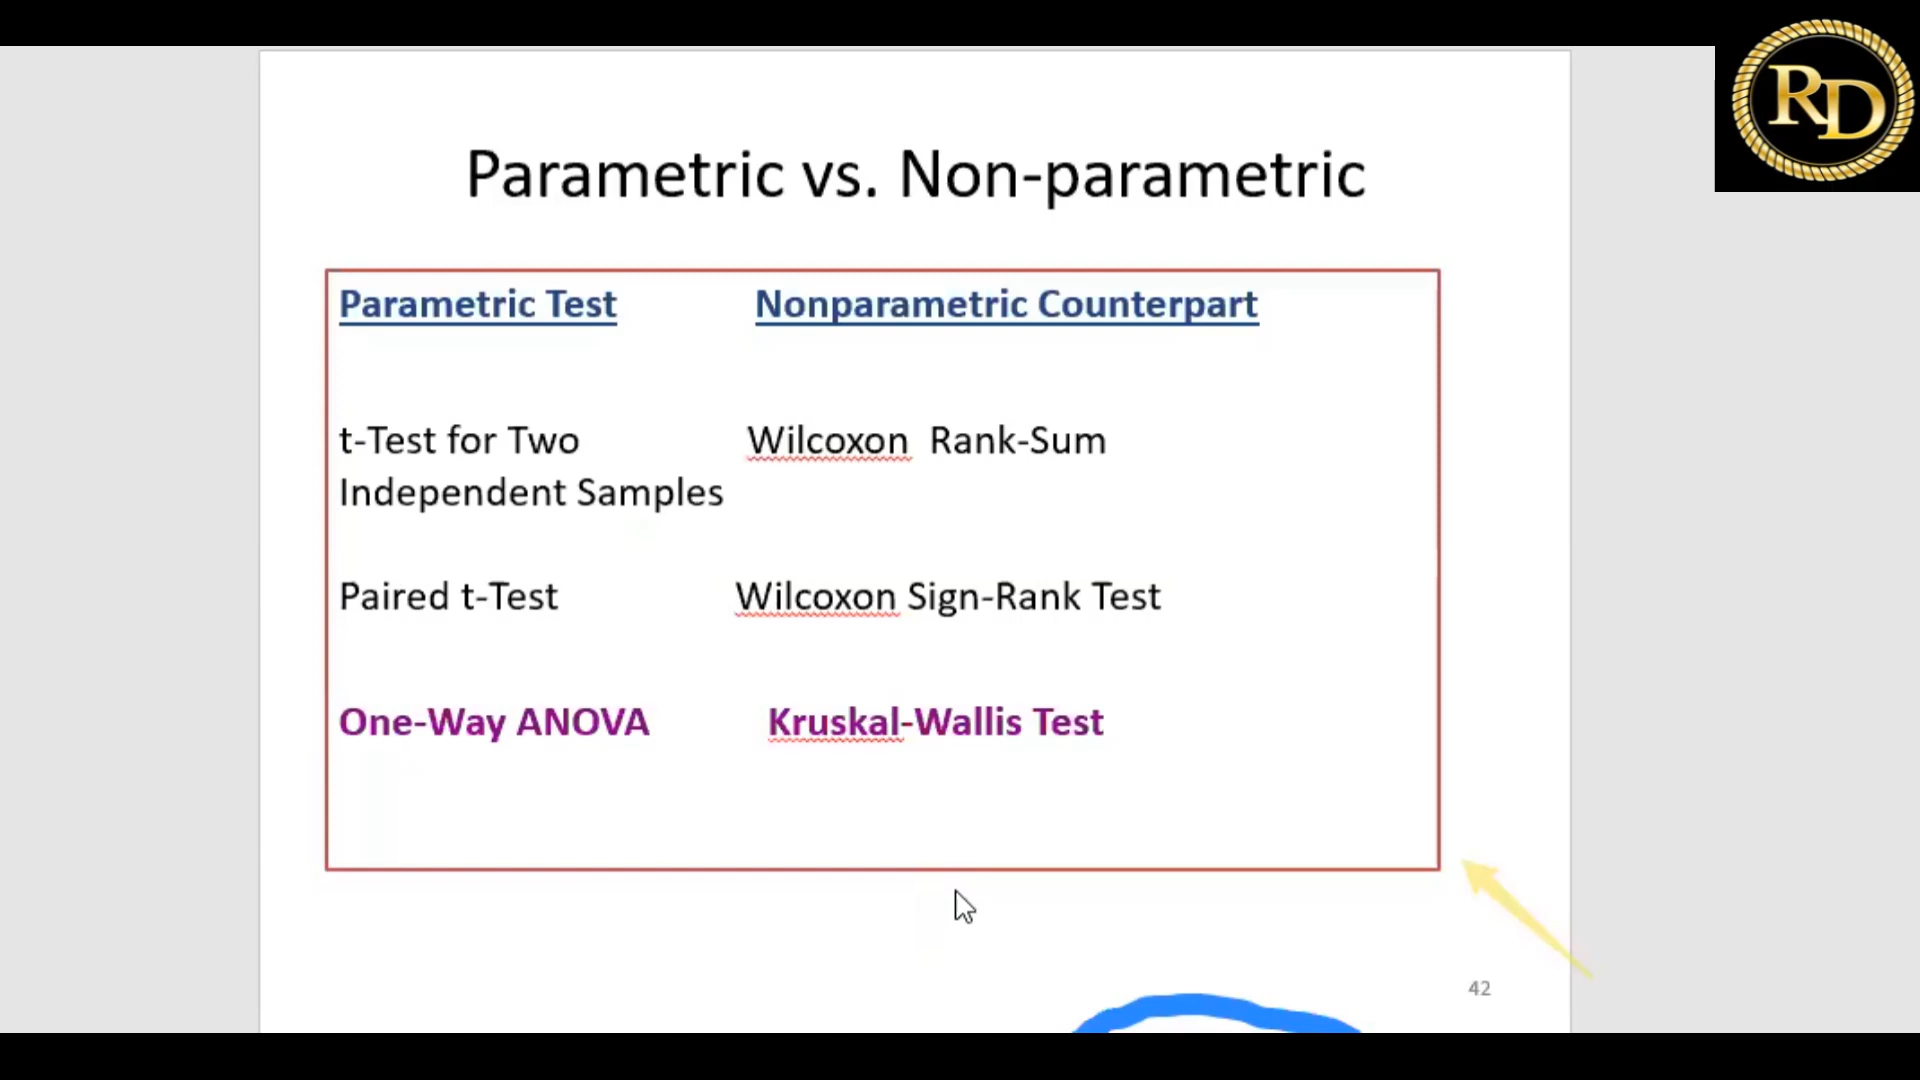 RD
Parametric vs. Non-parametric
Parametric Test Nonparametric Counterpart
t-Test for Two Wilcoxon Rank-Sum
Independent Samples
Paired t-Test Wilcoxon Sign-Rank Test
One-Way ANOVA Kruskal-Wallis Test
42